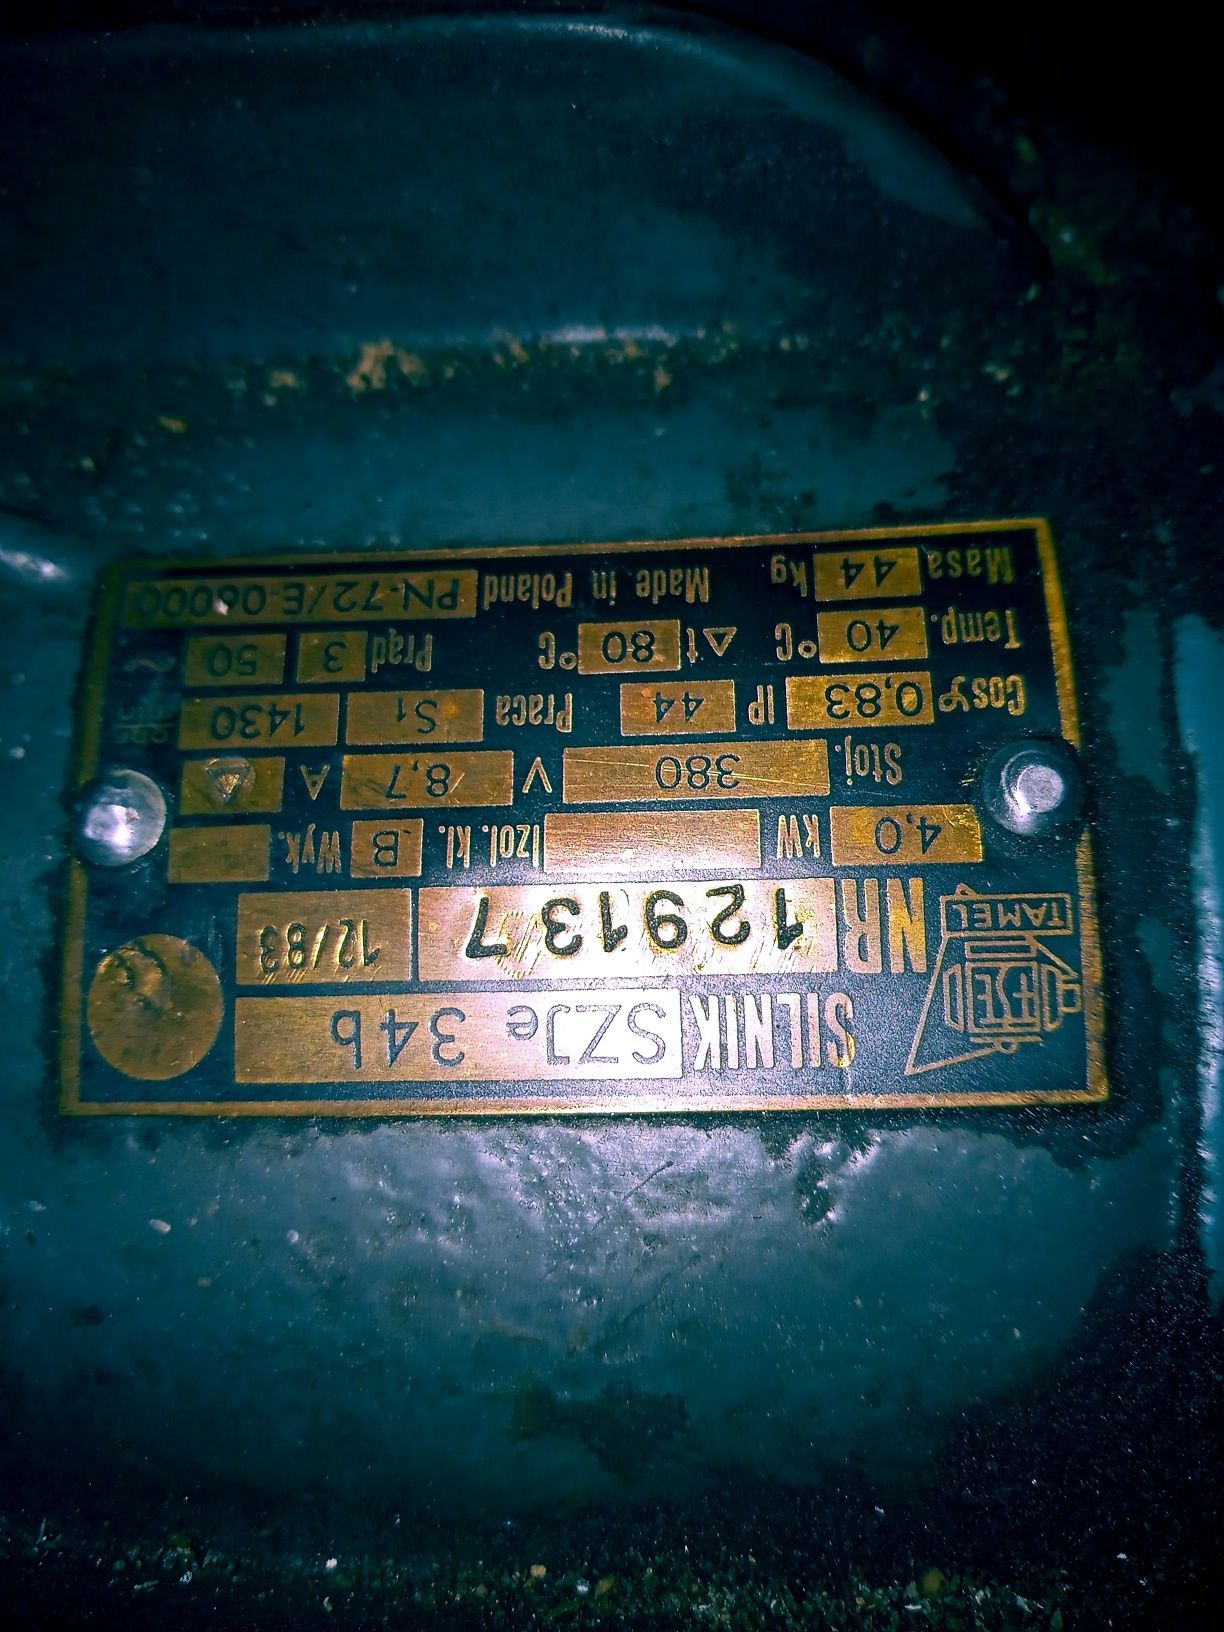 TAMEL
SILNIK SZJe 34b
NR 129137 12/83
4,0 kW Izol. kl. B Wyk.
Stoj. 380 V 8,7 A △
Cosφ 0,83 IP 44 Praca S1 1430 obr/min
Temp. 40 °C △t 80 °C Prąd 3 50 ~
Masa 44 kg Made in Poland PN-72/E-06000